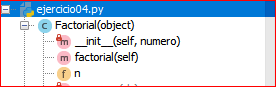 ejercicio04.py
C Factorial(object)
m __init__(self, numero)
m factorial(self)
f n